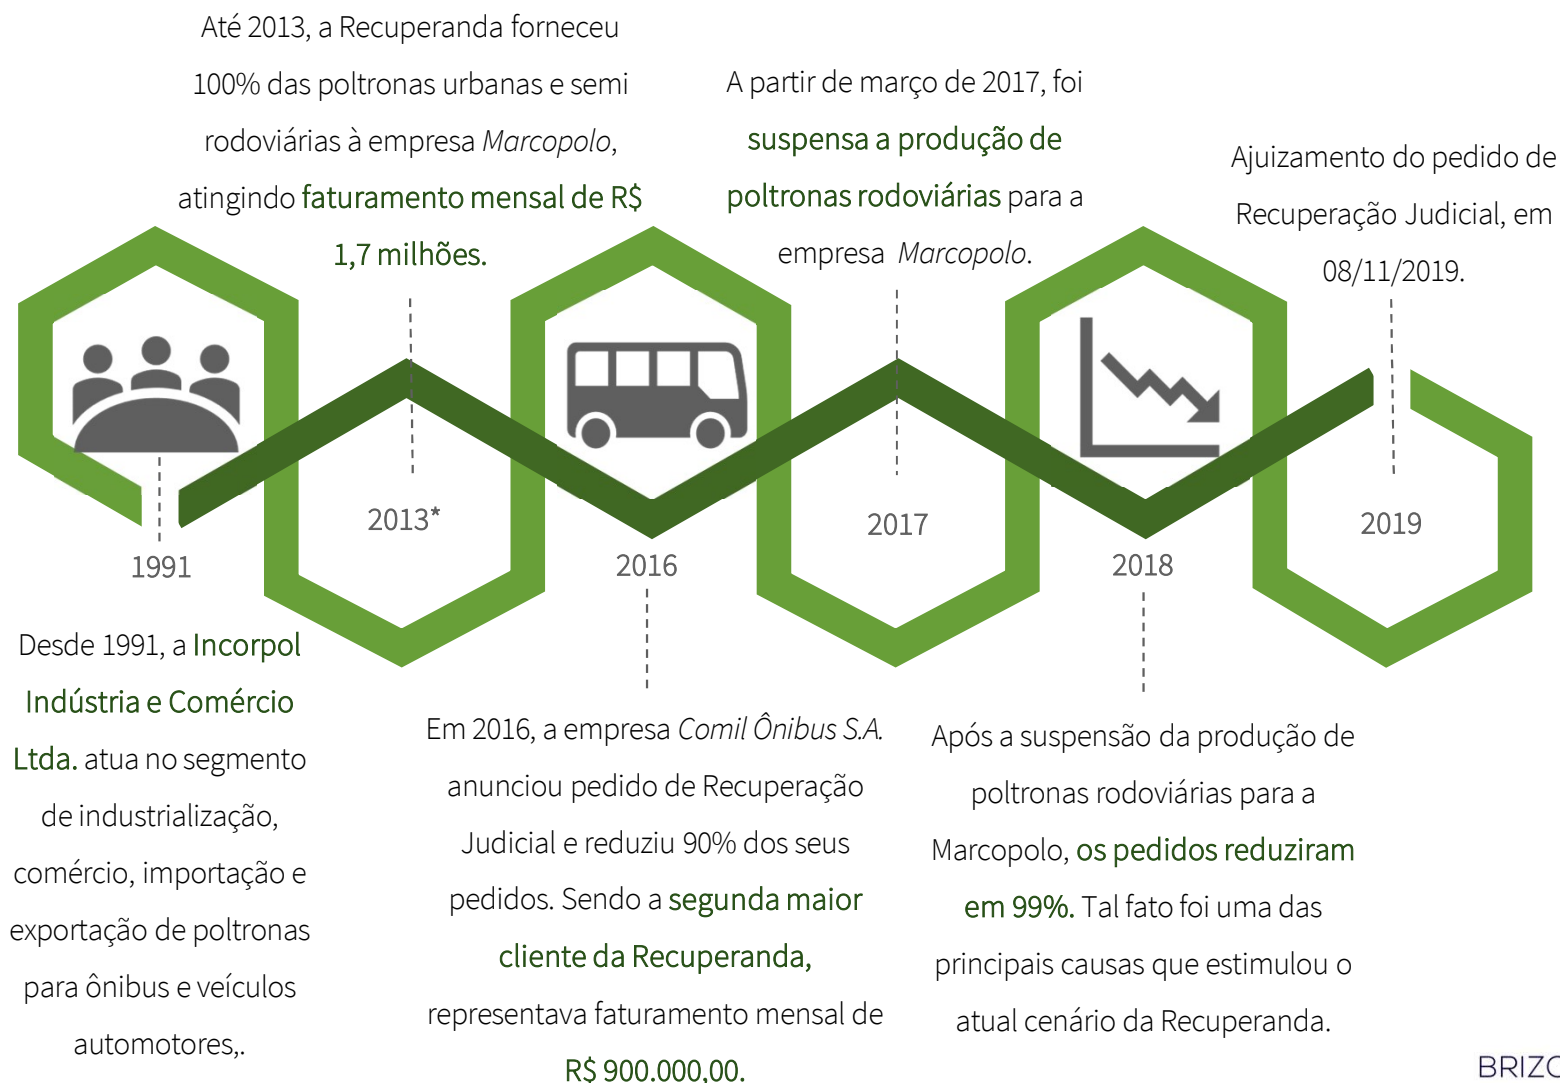 Até 2013, a Recuperanda forneceu
100% das poltronas urbanas e semi
rodoviárias à empresa Marcopolo,
atingindo faturamento mensal de R$
1,7 milhões.
A partir de março de 2017, foi
suspensa a produção de
poltronas rodoviárias para a
empresa Marcopolo.
Ajuizamento do pedido de
Recuperação Judicial, em
08/11/2019.
1991
2013*
2016
2017
2018
2019
Desde 1991, a Incorpol
Indústria e Comércio
Ltda. atua no segmento
de industrialização,
comércio, importação e
exportação de poltronas
para ônibus e veículos
automotores,.
Em 2016, a empresa Comil Ônibus S.A.
anunciou pedido de Recuperação
Judicial e reduziu 90% dos seus
pedidos. Sendo a segunda maior
cliente da Recuperanda,
representava faturamento mensal de
R$ 900.000,00.
Após a suspensão da produção de
poltronas rodoviárias para a
Marcopolo, os pedidos reduziram
em 99%. Tal fato foi uma das
principais causas que estimulou o
atual cenário da Recuperanda.